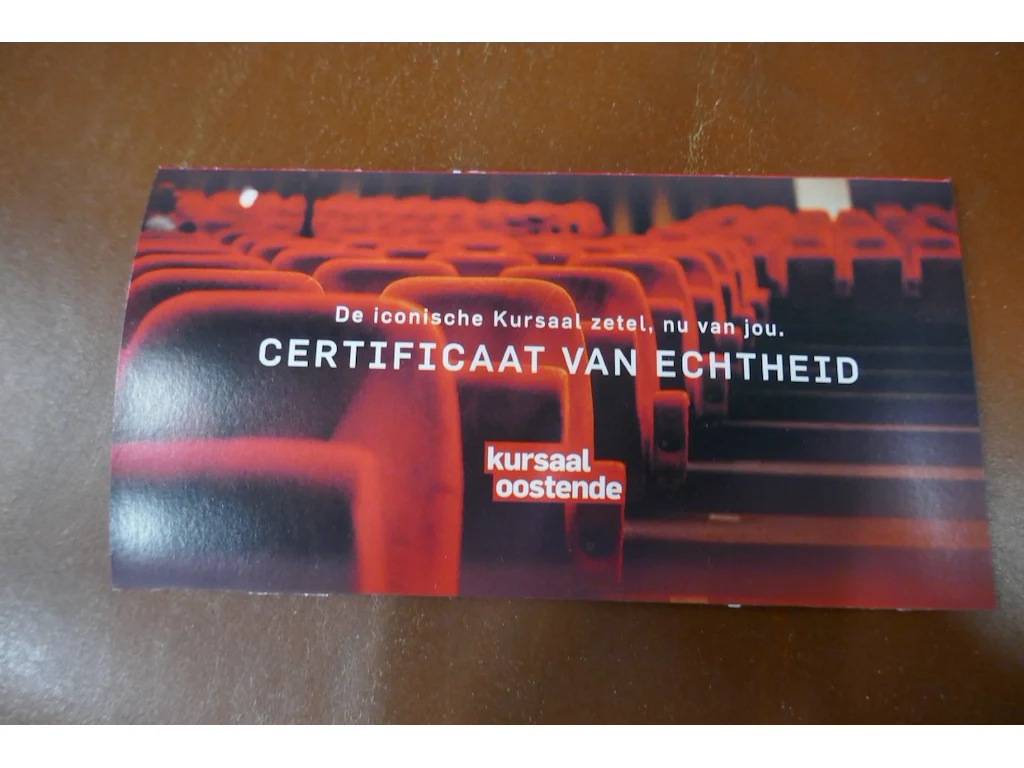 De iconische Kursaal zetel, nu van jou.
CERTIFICAAT VAN ECHTHEID
kursaal
oostende